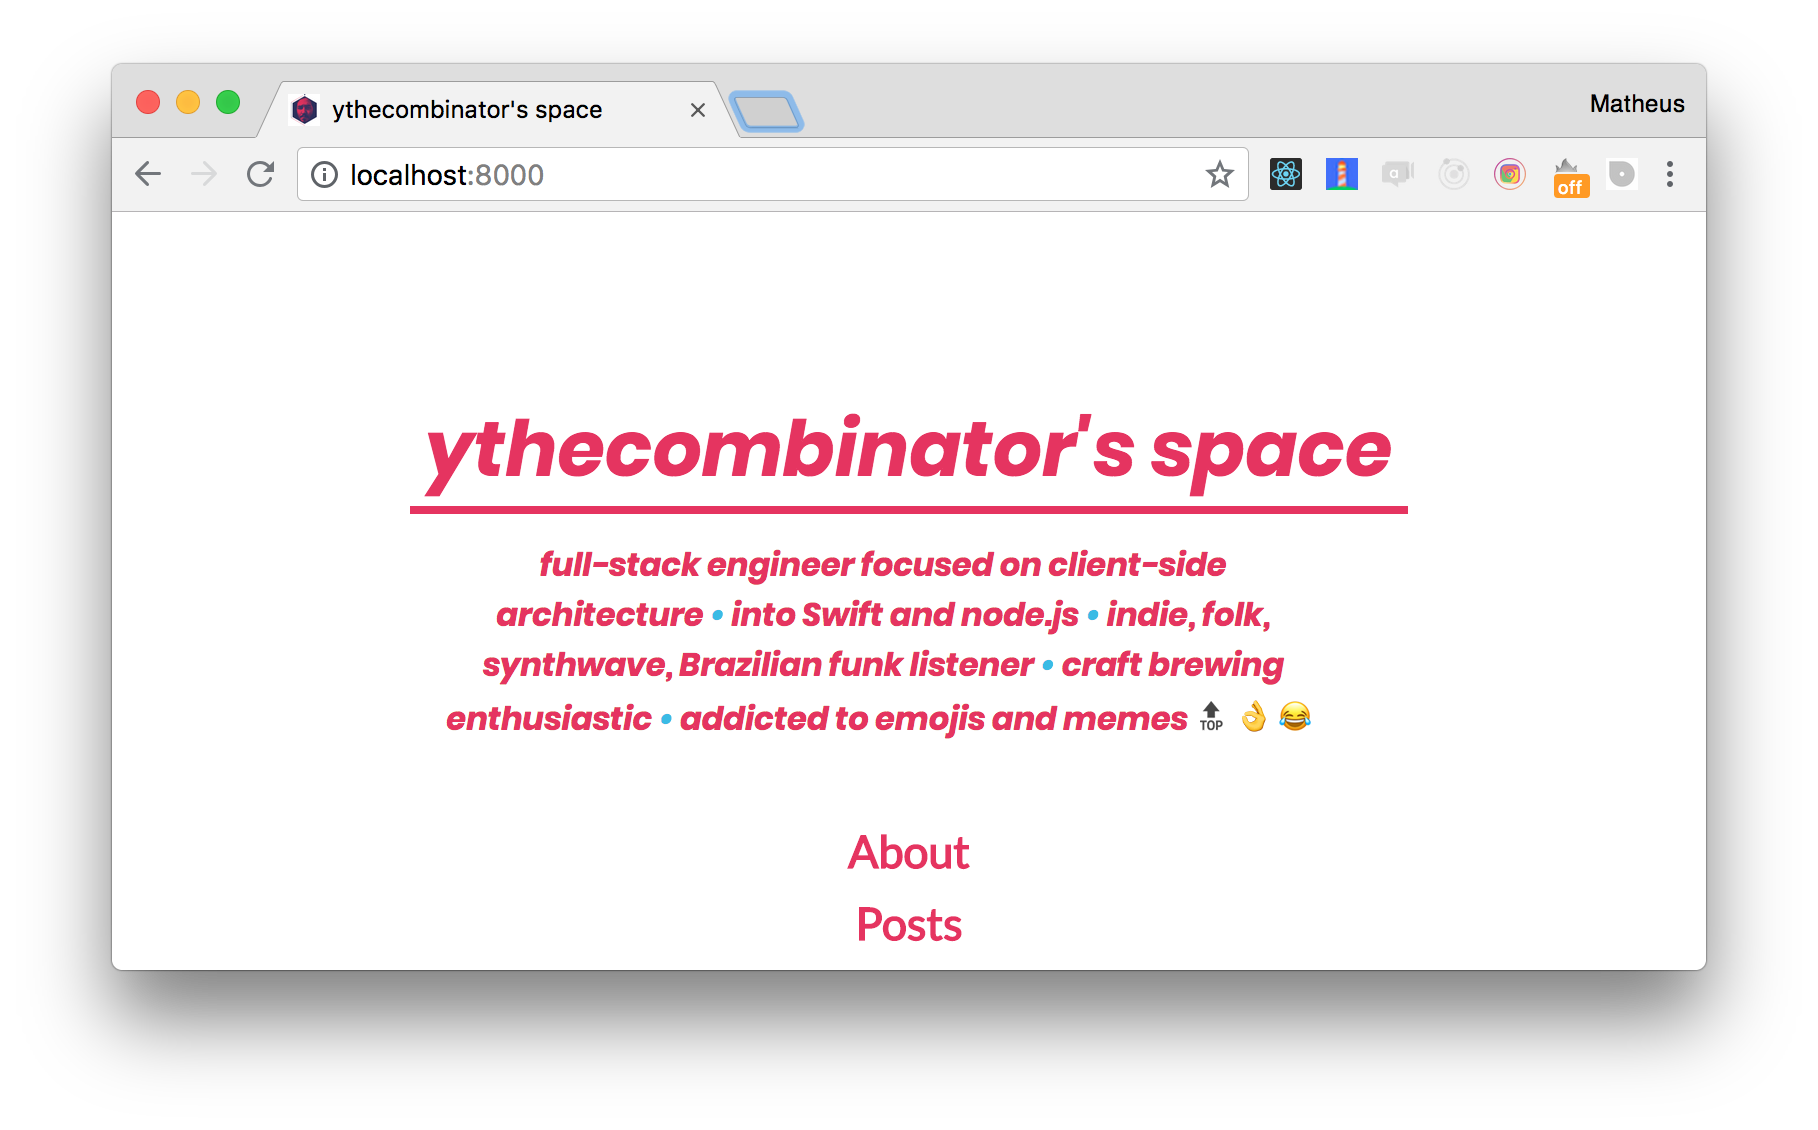 ythecombinator's space
Matheus
localhost:8000
a
off
ythecombinator's space
full-stack engineer focused on client-side
architecture • into Swift and node.js • indie, folk,
synthwave, Brazilian funk listener • craft brewing
enthusiastic • addicted to emojis and memes 🔝 👌 😂
About
Posts